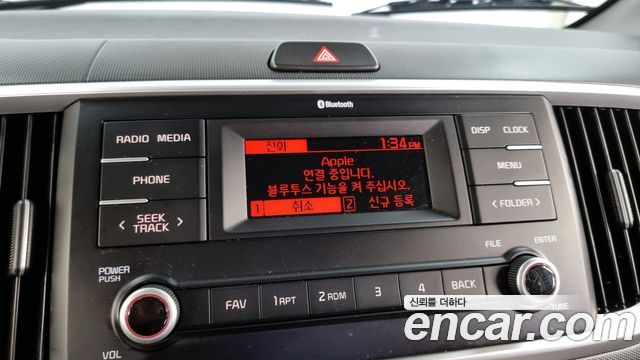 Bluetooth
RADIO MEDIA
PHONE
SEEK
TRACK
전화 1:34 PM
Apple
연결 중입니다.
블루투스 기능을 켜 주십시오.
1 취소 2 신규 등록
DISP CLOCK
MENU
FOLDER
POWER
PUSH
VOL
FAV 1 RPT 2 RDM 3 4 BACK
FILE ENTER
TUNE
신뢰를 더하다
encar.com